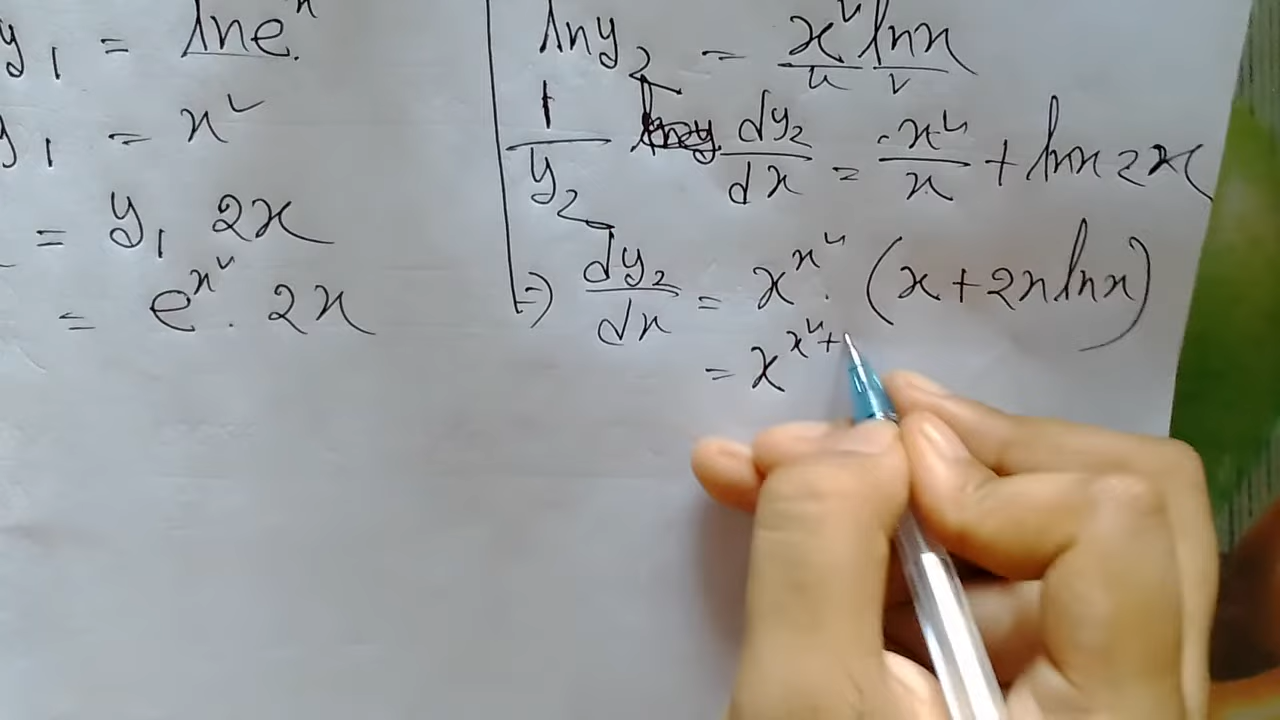 y₁ = ln e
y₁ = x²
= y₁ 2x
= e^x² · 2x
ln y₂ = x² ln x
u v
1/y₂ dy₂/dx = x²/x + ln x 2x
⇒ dy₂/dx = x^x² · (x + 2x ln x)
= x^x²+